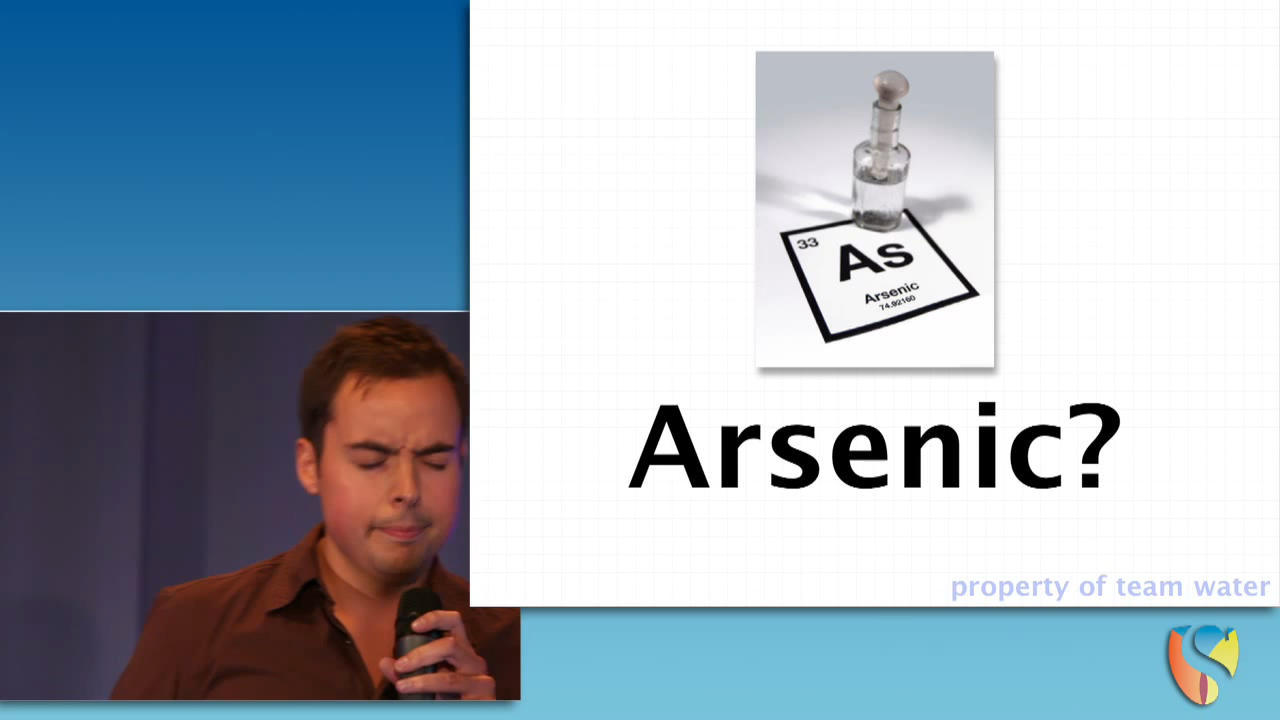 33
As
Arsenic
74.92160
Arsenic?
property of team water